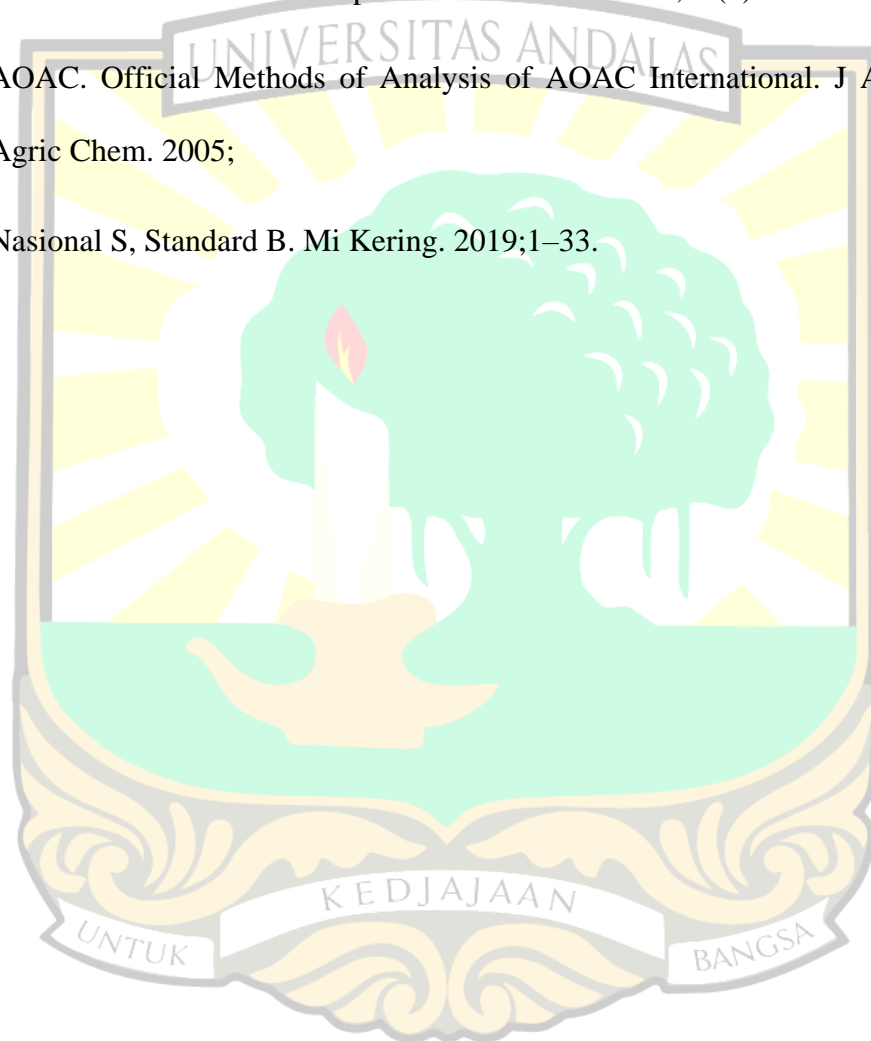 UNIVERSITAS ANDALAS
AOAC. Official Methods of Analysis of AOAC International. J A
Agric Chem. 2005;
Nasional S, Standard B. Mi Kering. 2019;1–33.
KEDJAJAAN
UNTUK
BANGSA